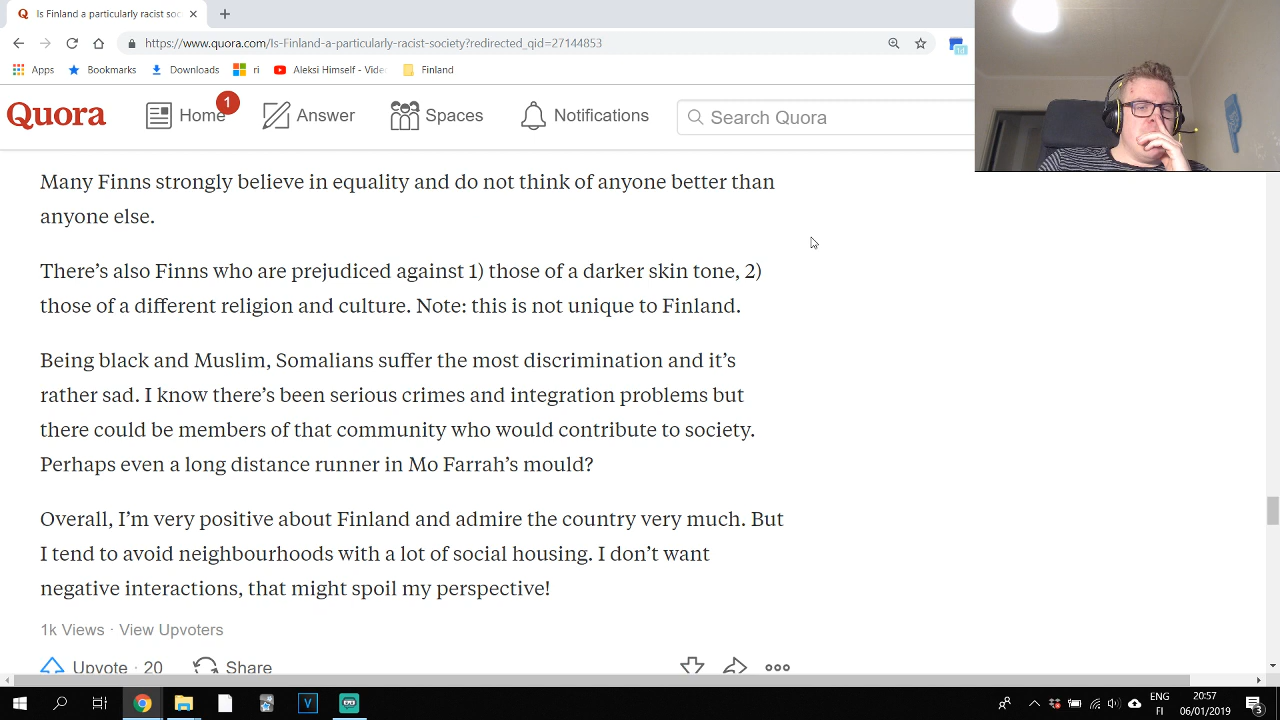 Is Finland a particularly racist soc
https://www.quora.com/Is-Finland-a-particularly-racist-society?redirected_qid=27144853
Apps Bookmarks Downloads ri Aleksi Himself - Vide Finland
Quora Home 1 Answer Spaces Notifications Search Quora
Many Finns strongly believe in equality and do not think of anyone better than
anyone else.
There's also Finns who are prejudiced against 1) those of a darker skin tone, 2)
those of a different religion and culture. Note: this is not unique to Finland.
Being black and Muslim, Somalians suffer the most discrimination and it's
rather sad. I know there's been serious crimes and integration problems but
there could be members of that community who would contribute to society.
Perhaps even a long distance runner in Mo Farrah's mould?
Overall, I'm very positive about Finland and admire the country very much. But
I tend to avoid neighbourhoods with a lot of social housing. I don't want
negative interactions, that might spoil my perspective!
1k Views · View Upvoters
Upvote · 20 Share
ENG 20:57
FI 06/01/2019 3